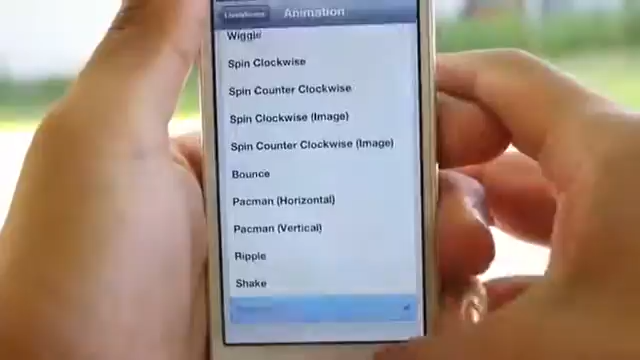 Animation
Wiggle
Spin Clockwise
Spin Counter Clockwise
Spin Clockwise (Image)
Spin Counter Clockwise (Image)
Bounce
Pacman (Horizontal)
Pacman (Vertical)
Ripple
Shake